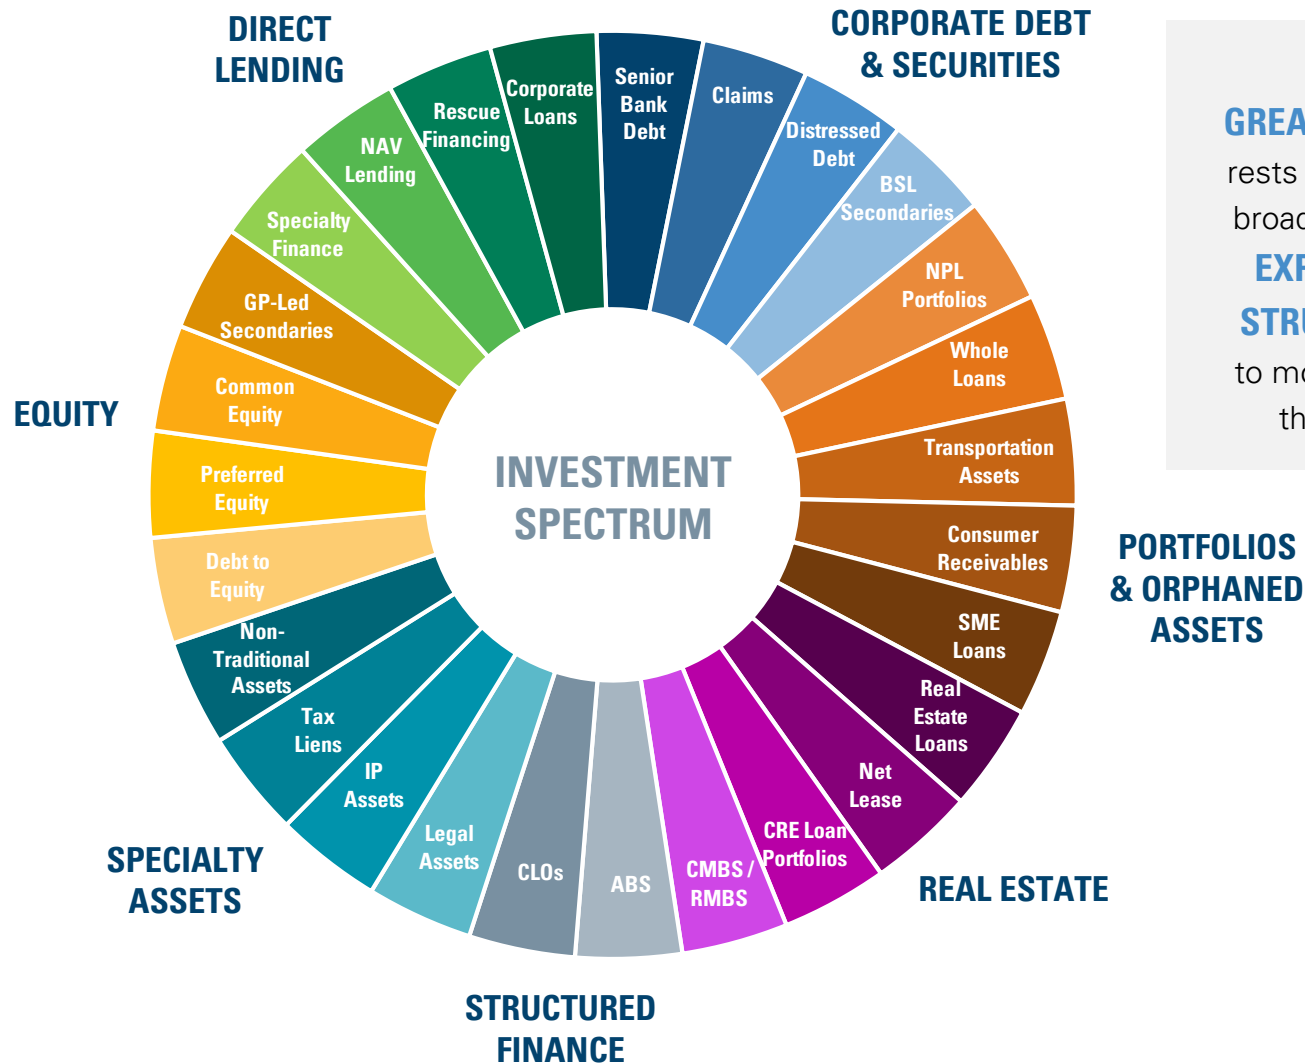 DIRECT
LENDING
CORPORATE DEBT
& SECURITIES
Senior
Bank
Debt
Claims
Distressed
Debt
BSL
Secondaries
NPL
Portfolios
Whole
Loans
Transportation
Assets
Consumer
Receivables
SME
Loans
PORTFOLIOS
& ORPHANED
ASSETS
Real
Estate
Loans
Net
Lease
CRE Loan
Portfolios
CMBS /
RMBS
REAL ESTATE
ABS
CLOs
STRUCTURED
FINANCE
Legal
Assets
IP
Assets
Tax
Liens
Non-
Traditional
Assets
SPECIALTY
ASSETS
Debt to
Equity
Preferred
Equity
Common
Equity
GP-Led
Secondaries
EQUITY
Specialty
Finance
NAV
Lending
Rescue
Financing
Corporate
Loans
INVESTMENT
SPECTRUM
rests
to